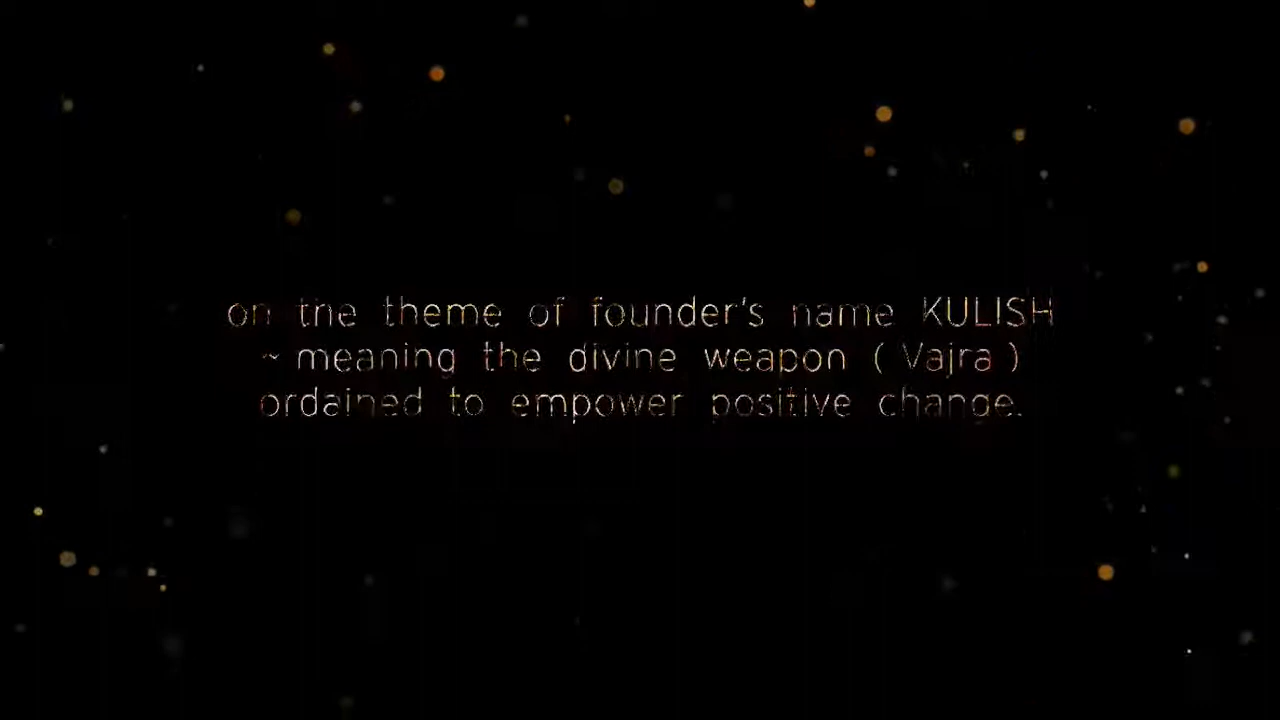 on the theme of founder's name KULISH
~ meaning the divine weapon ( Vajra )
ordained to empower positive change.